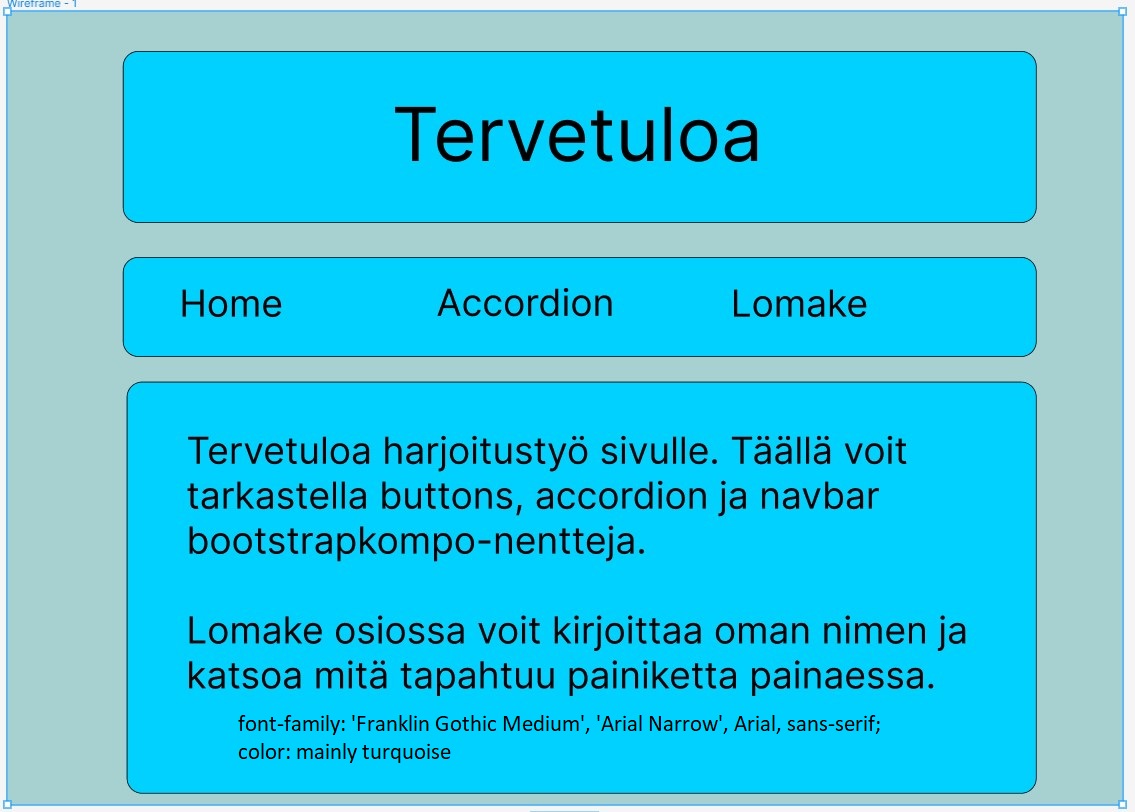 Wireframe - 1
Tervetuloa
Home Accordion Lomake
Tervetuloa harjoitustyö sivulle. Täällä voit
tarkastella buttons, accordion ja navbar
bootstrapkompo-nentteja.
Lomake osiossa voit kirjoittaa oman nimen ja
katsoa mitä tapahtuu painiketta painaessa.
font-family: 'Franklin Gothic Medium', 'Arial Narrow', Arial, sans-serif;
color: mainly turquoise